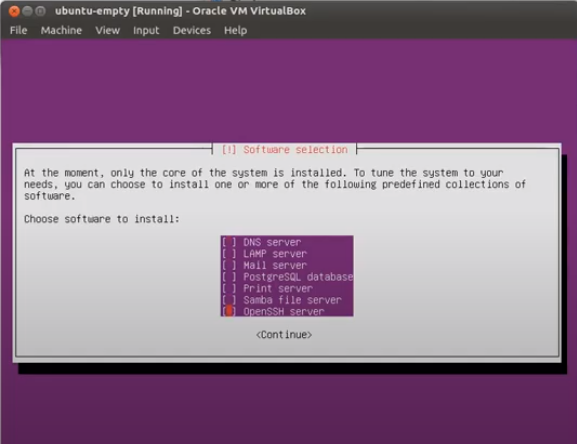 ubuntu-empty [Running] - Oracle VM VirtualBox
File Machine View Input Devices Help
[!] Software selection
At the moment, only the core of the system is installed. To tune the system to your
needs, you can choose to install one or more of the following predefined collections of
software.
Choose software to install:
[ ] DNS server
[ ] LAMP server
[ ] Mail server
[ ] PostgreSQL database
[ ] Print server
[ ] Samba file server
[ ] OpenSSH server
<Continue>